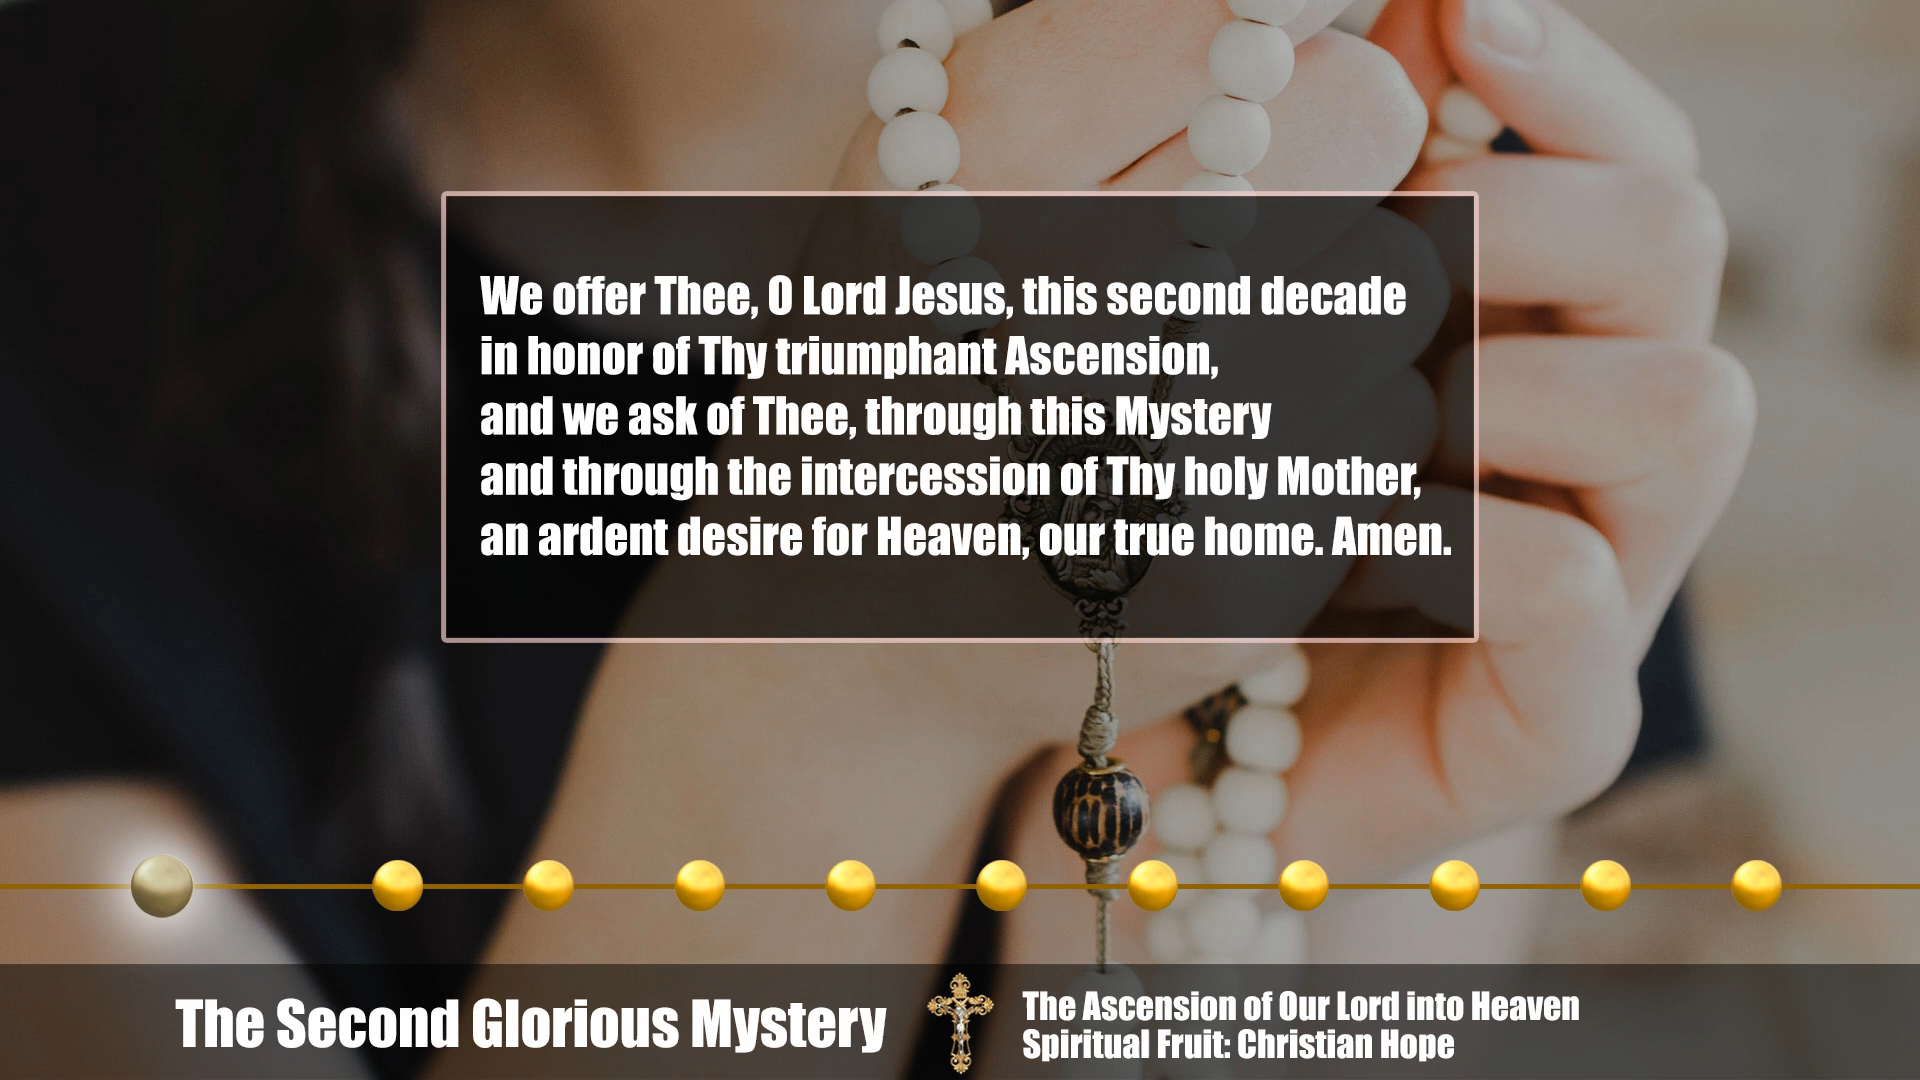 We offer Thee, O Lord Jesus, this second decade
in honor of Thy triumphant Ascension,
and we ask of Thee, through this Mystery
and through the intercession of Thy holy Mother,
an ardent desire for Heaven, our true home. Amen.
The Second Glorious Mystery
The Ascension of Our Lord into Heaven
Spiritual Fruit: Christian Hope